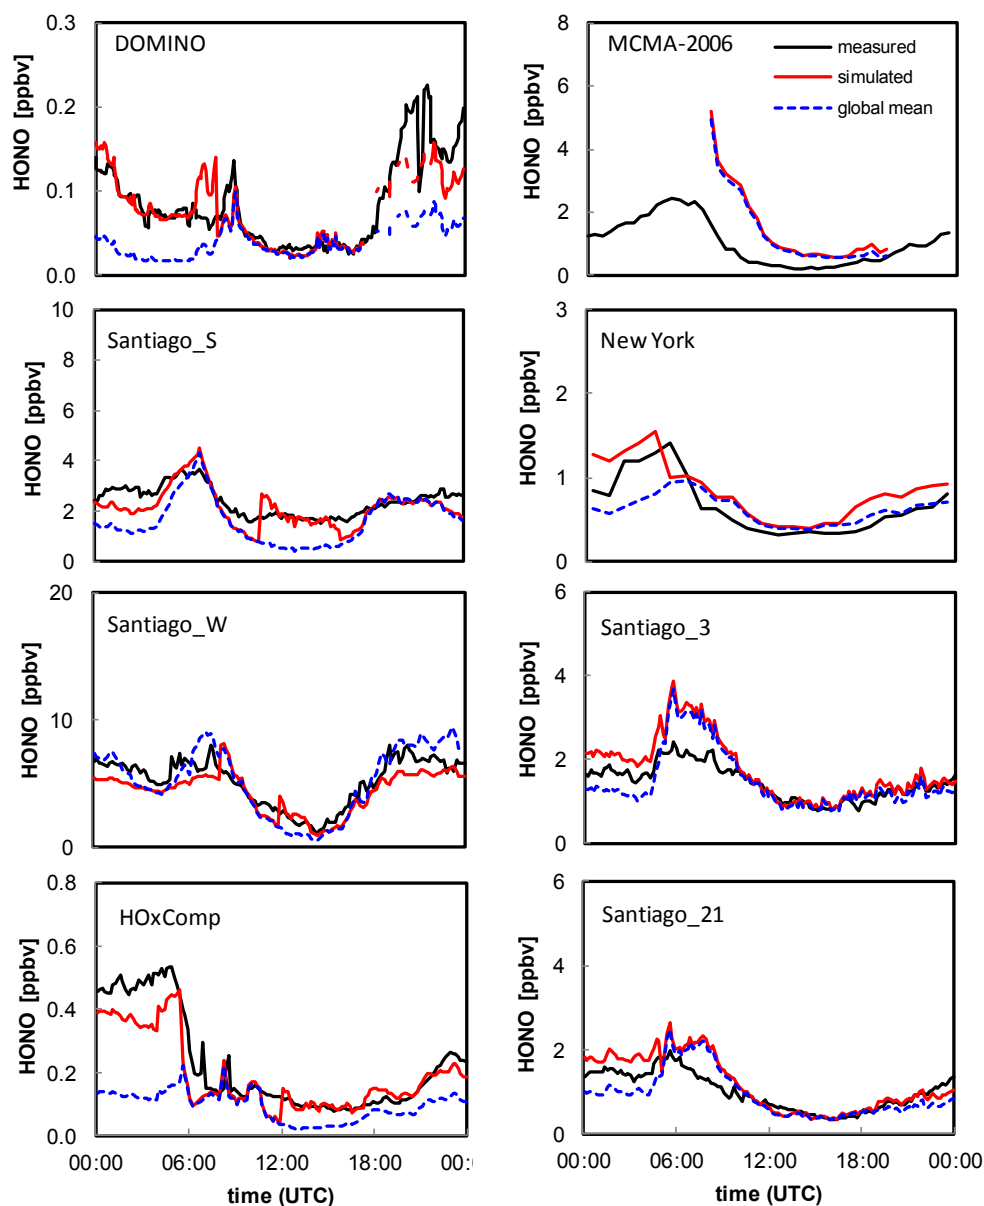 DOMINO
HONO [ppbv]
0.3
0.2
0.1
0.0
MCMA-2006
measured
simulated
global mean
HONO [ppbv]
8
6
4
2
0
Santiago_S
HONO [ppbv]
10
8
6
4
2
0
New York
HONO [ppbv]
3
2
1
0
Santiago_W
HONO [ppbv]
20
10
0
Santiago_3
HONO [ppbv]
6
4
2
0
HOxComp
HONO [ppbv]
0.8
0.6
0.4
0.2
0.0
00:00 06:00 12:00 18:00 00:0
time (UTC)
Santiago_21
HONO [ppbv]
6
4
2
0
00:00 06:00 12:00 18:00 00:00
time (UTC)